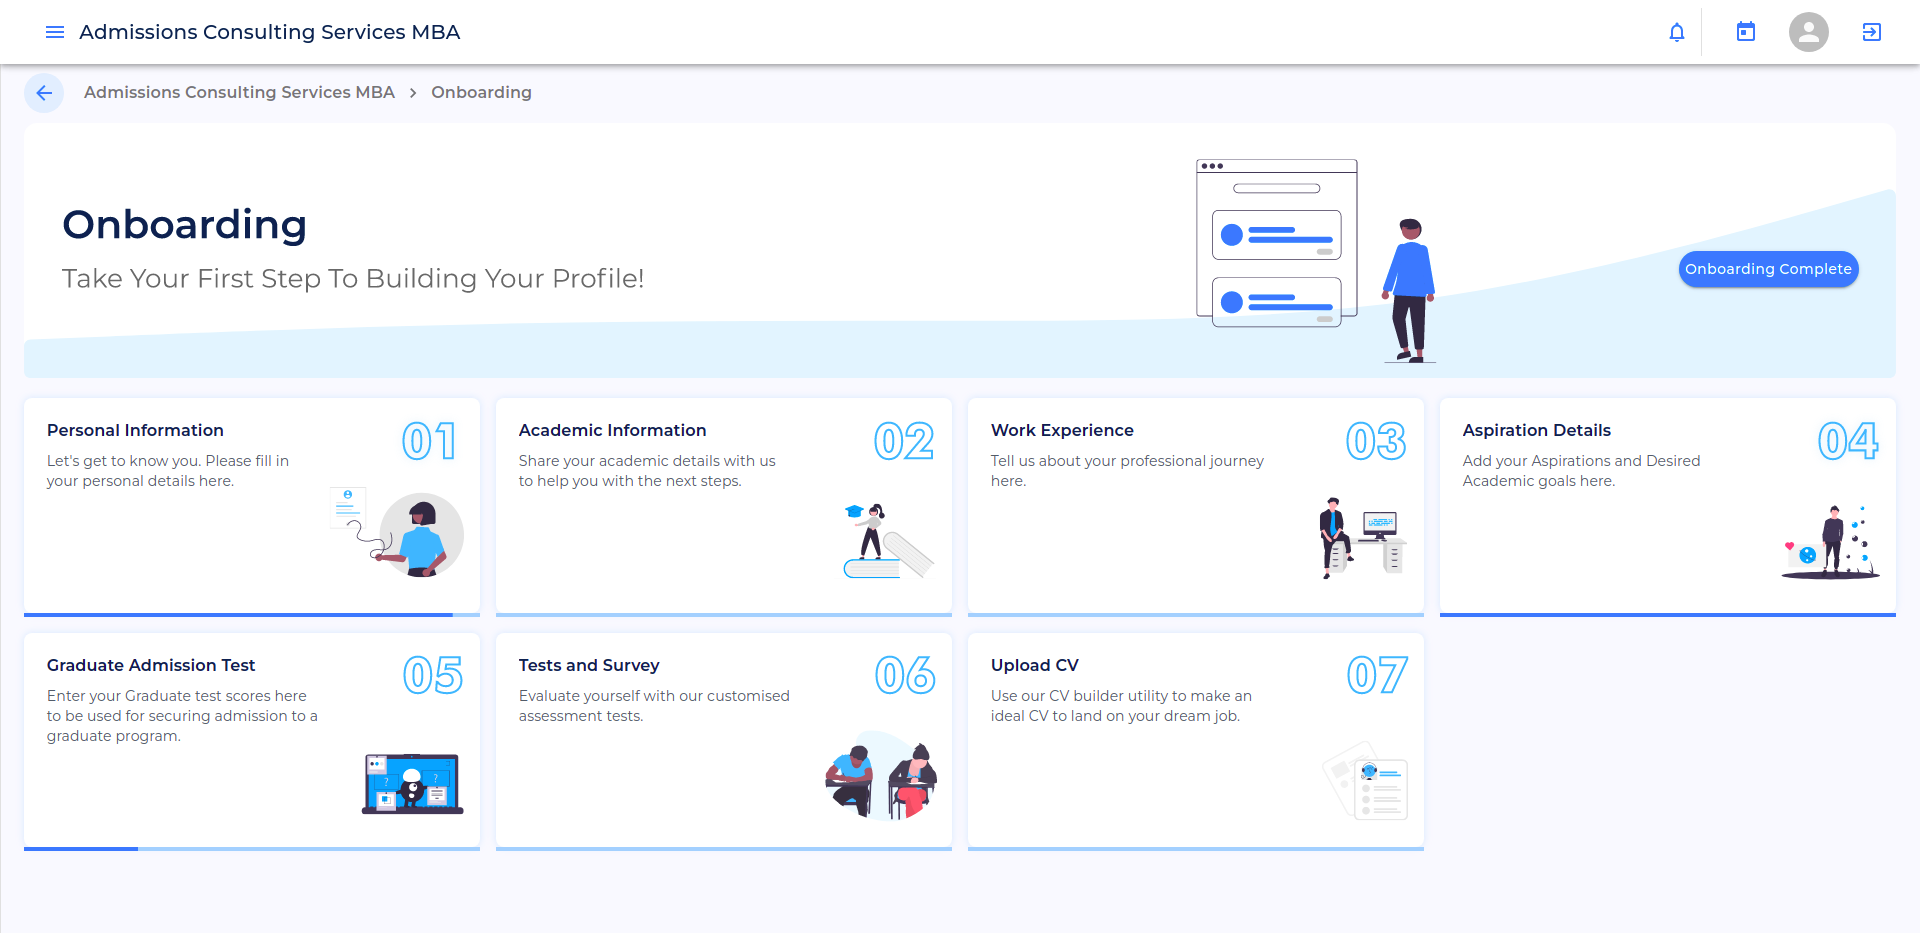 Admissions Consulting Services MBA
Admissions Consulting Services MBA > Onboarding
Onboarding
Take Your First Step To Building Your Profile!
Onboarding Complete
Personal Information
01
Let's get to know you. Please fill in
your personal details here.
Academic Information
02
Share your academic details with us
to help you with the next steps.
Work Experience
03
Tell us about your professional journey
here.
Aspiration Details
04
Add your Aspirations and Desired
Academic goals here.
Graduate Admission Test
05
Enter your Graduate test scores here
to be used for securing admission to a
graduate program.
Tests and Survey
06
Evaluate yourself with our customised
assessment tests.
Upload CV
07
Use our CV builder utility to make an
ideal CV to land on your dream job.